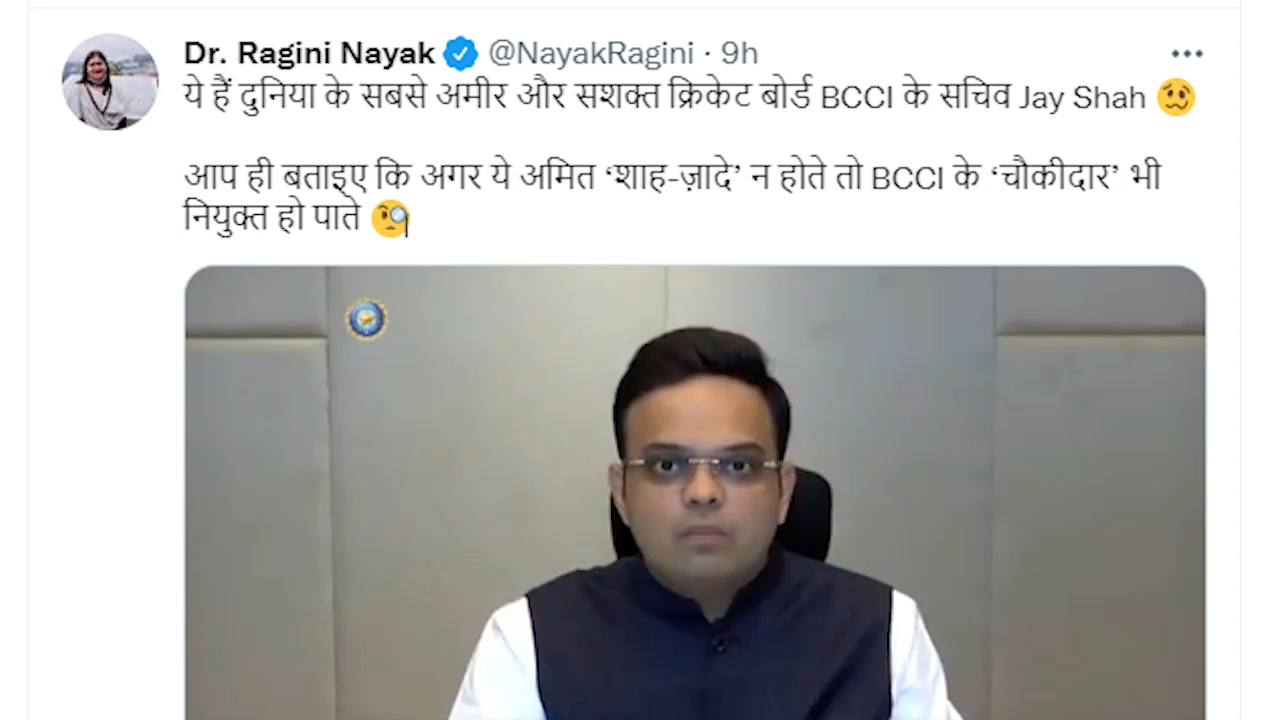 Dr. Ragini Nayak @NayakRagini · 9h
ये हैं दुनिया के सबसे अमीर और सशक्त क्रिकेट बोर्ड BCCI के सचिव Jay Shah 🥴
आप ही बताइए कि अगर ये अमित ‘शाह-ज़ादे’ न होते तो BCCI के ‘चौकीदार’ भी
नियुक्त हो पाते 🧐